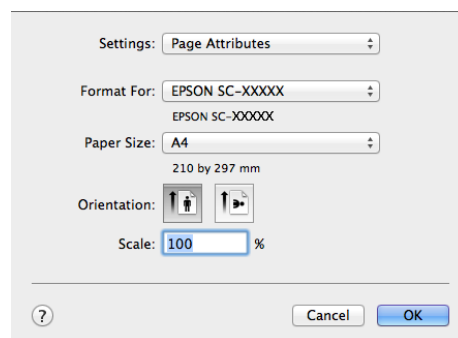 Settings: Page Attributes
Format For: EPSON SC-XXXXX
EPSON SC-XXXXX
Paper Size: A4
210 by 297 mm
Orientation:
Scale: 100 %
? Cancel OK